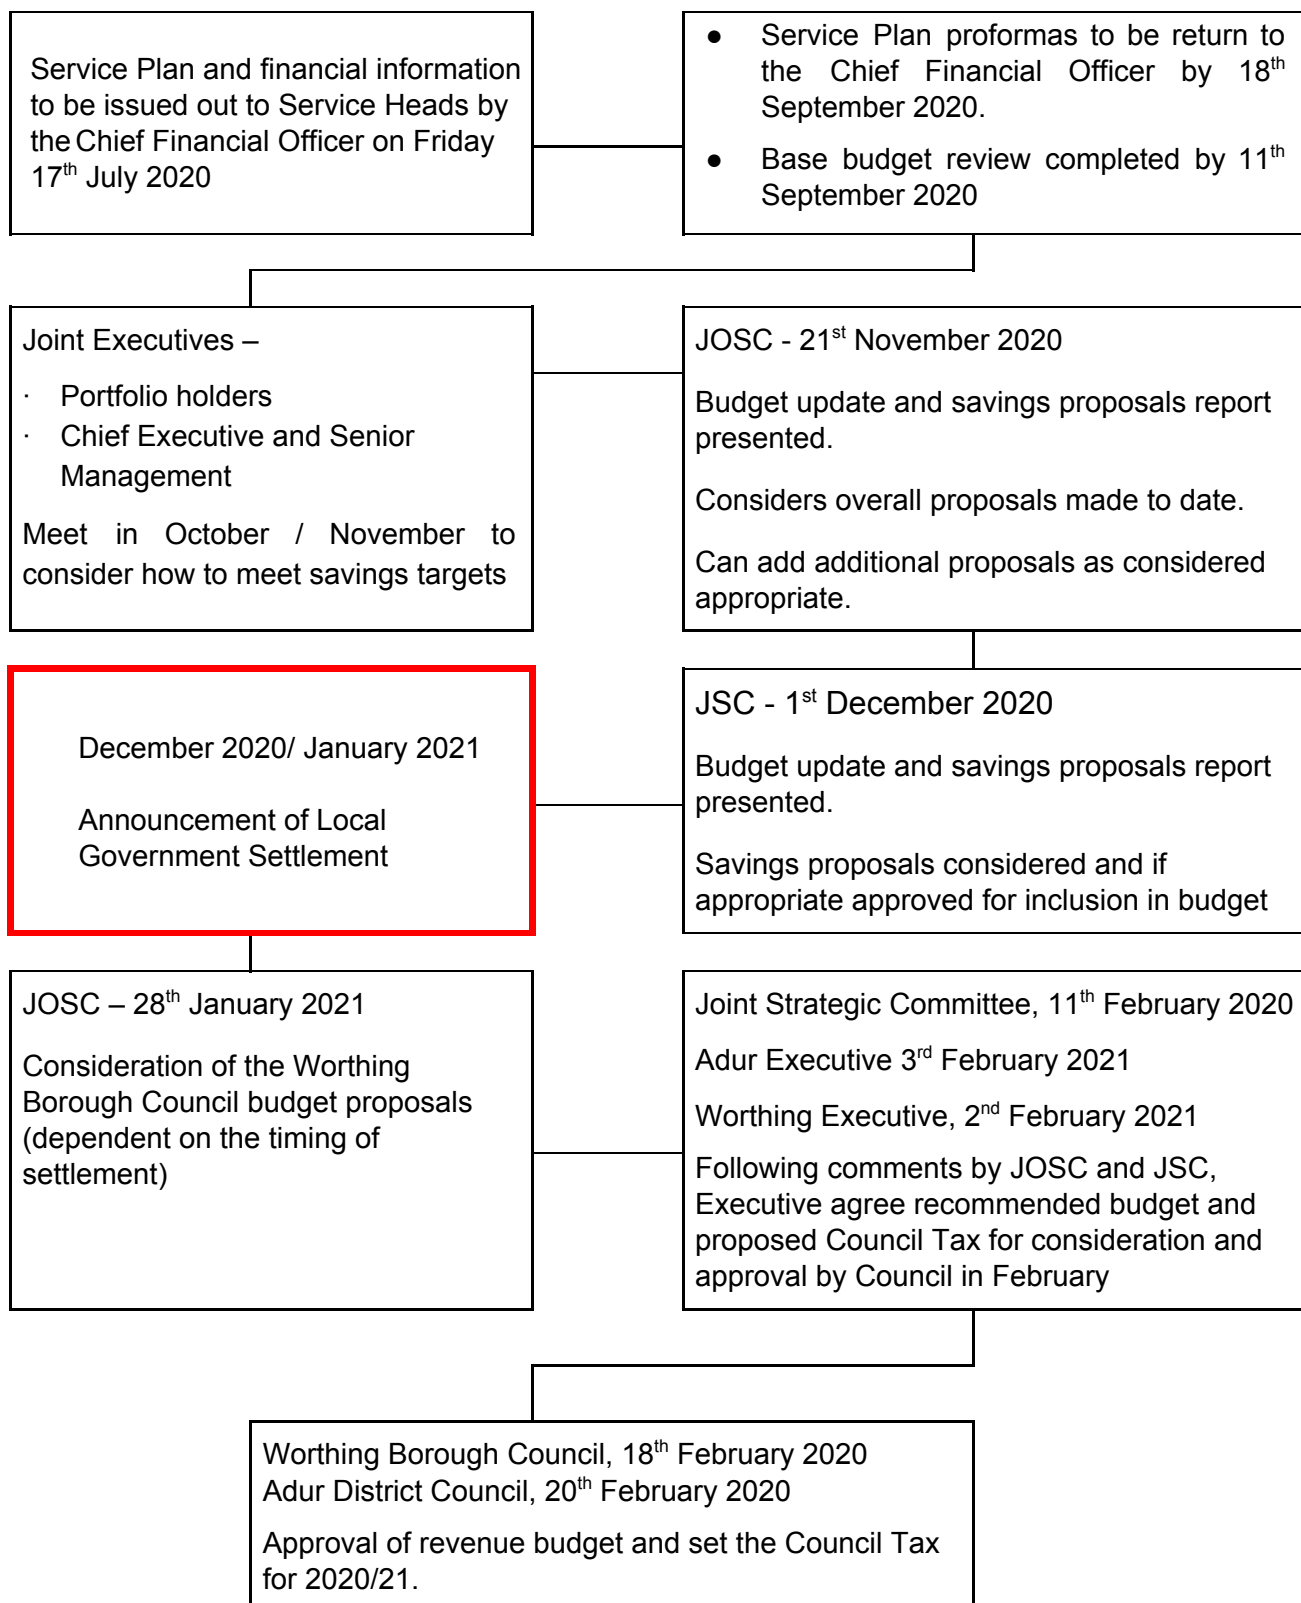 Service Plan and financial information
to be issued out to Service Heads by
the Chief Financial Officer on Friday
17th July 2020
● Service Plan proformas to be return to
the Chief Financial Officer by 18th
September 2020.
● Base budget review completed by 11th
September 2020
Joint Executives –
· Portfolio holders
· Chief Executive and Senior
Management
Meet in October / November to
consider how to meet savings targets
JOSC - 21st November 2020
Budget update and savings proposals report
presented.
Considers overall proposals made to date.
Can add additional proposals as considered
appropriate.
December 2020/ January 2021
Announcement of Local
Government Settlement
JSC - 1st December 2020
Budget update and savings proposals report
presented.
Savings proposals considered and if
appropriate approved for inclusion in budget
JOSC – 28th January 2021
Consideration of the Worthing
Borough Council budget proposals
(dependent on the timing of
settlement)
Joint Strategic Committee, 11th February 2020
Adur Executive 3rd February 2021
Worthing Executive, 2nd February 2021
Following comments by JOSC and JSC,
Executive agree recommended budget and
proposed Council Tax for consideration and
approval by Council in February
Worthing Borough Council, 18th February 2020
Adur District Council, 20th February 2020
Approval of revenue budget and set the Council Tax
for 2020/21.